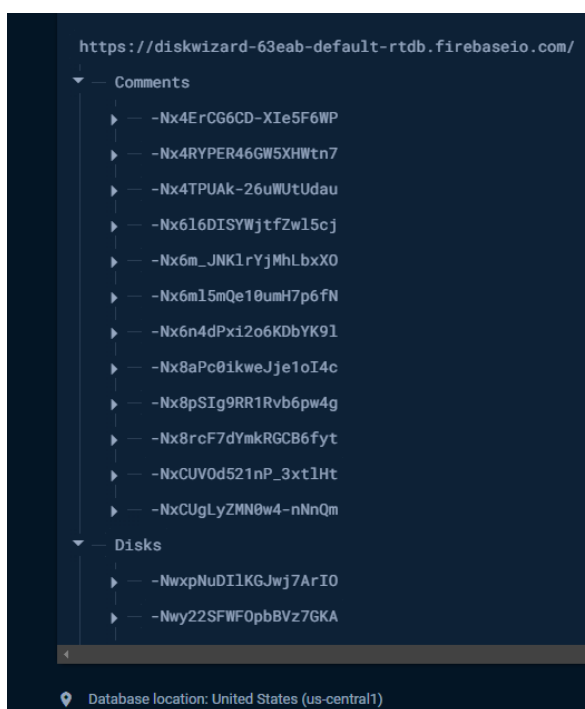 https://diskwizard-63eab-default-rtdb.firebaseio.com/
Comments
-Nx4ErCG6CD-XIe5F6WP
-Nx4RYPER46GW5XHWtn7
-Nx4TPUAk-26uWUtUdau
-Nx6l6DISYWjtfZwl5cj
-Nx6m_JNKlrYjMhLbxXO
-Nx6ml5mQe10umH7p6fN
-Nx6n4dPxi2o6KDbYK9l
-Nx8aPc0ikweJje1oI4c
-Nx8pSIg9RR1Rvb6pw4g
-Nx8rcF7dYmkRGCB6fyt
-NxCUVOd521nP_3xtlHt
-NxCUgLyZMN0w4-nNnQm
Disks
-NwxpNuDIlKGJwj7ArIO
-Nwy22SFWFOpbBVz7GKA
Database location: United States (us-central1)